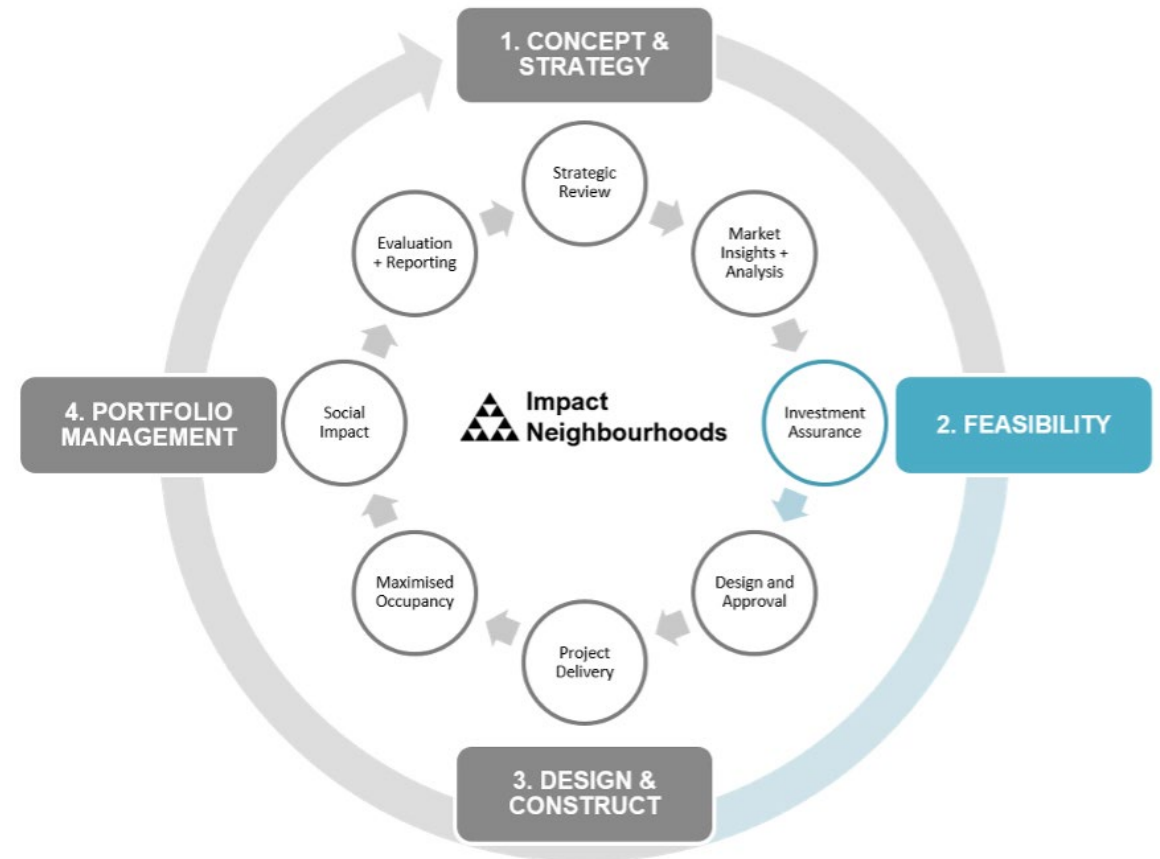 1. CONCEPT &
STRATEGY
Strategic
Review
Market
Insights +
Analysis
Evaluation
+ Reporting
4. PORTFOLIO
MANAGEMENT
Social
Impact
Impact
Neighbourhoods
Investment
Assurance
2. FEASIBILITY
Maximised
Occupancy
Design and
Approval
Project
Delivery
3. DESIGN &
CONSTRUCT